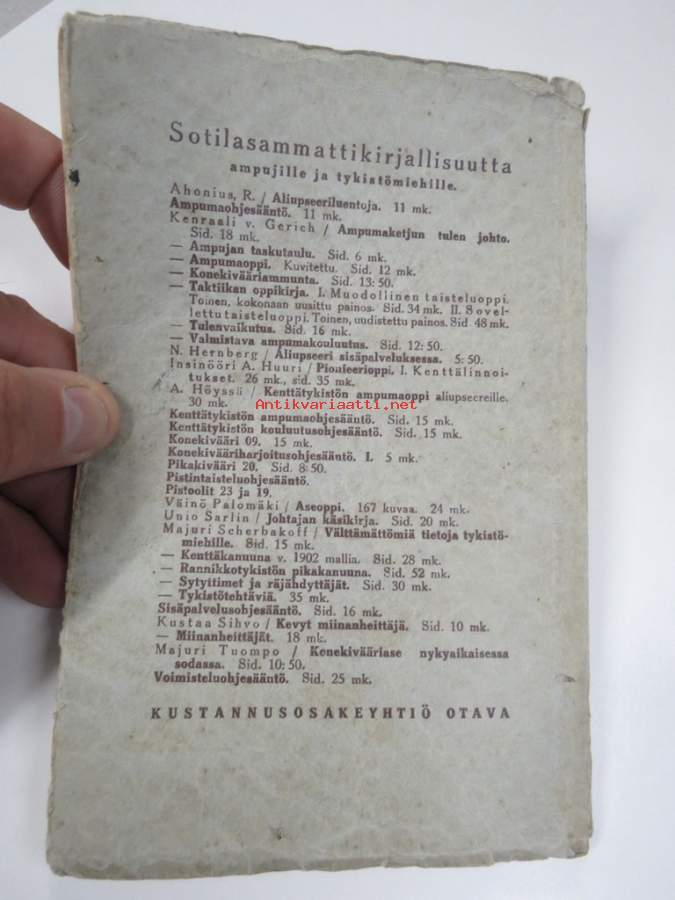 Sotilasammattikirjallisuutta
ampujille ja tykistömiehille.
Ahonius, R. / Aliupseeriluentoja. 11 mk.
Ampumaohjesääntö. 11 mk.
Kenraali v. Gerich / Ampumaketjun tulen johto.
Sid. 18 mk.
— Ampujan taskutaulu. Sid. 6 mk.
— Ampumaoppi. Kuvitettu. Sid. 12 mk.
— Konekivääriammunta. Sid. 13:50.
— Taktiikan oppikirja. I. Muodollinen taisteluoppi.
Toinen, kokonaan uusittu painos. Sid. 34 mk. II. Sovel-
lettu taisteluoppi. Toinen, uudistettu painos. Sid 48 mk.
— Tulenvaikutus. Sid. 16 mk.
— Valmistava ampumakouluutus. Sid. 12:50.
N. Hernberg / Aliupseeri sisäpalveluksessa. 5:50.
Insinööri A. Huuri / Pioneerioppi. I. Kenttälinnoi-
tukset. 26 mk., sid. 35 mk.
A. Höyssä / Kenttätykistön ampumaoppi aliupseereille.
30 mk.
Antikvariaatti.net
Kenttätykistön ampumaohjesääntö. Sid. 15 mk.
Kenttätykistön kouluutusohjesääntö. Sid. 15 mk.
Konekivääri 09. 15 mk.
Konekivääriharjoitusohjesääntö. I. 5 mk.
Pikakivääri 20. Sid. 8:50.
Pistintaisteluohjesääntö.
Pistoolit 23 ja 19.
Väinö Palomäki / Aseoppi. 167 kuvaa. 24 mk.
Unio Sarlin / Johtajan käsikirja. Sid. 20 mk.
Majuri Scherbakoff / Välttämättömiä tietoja tykistö-
miehille. Sid. 15 mk.
— Kenttäkanuuna v. 1902 mallia. Sid. 28 mk.
— Rannikkotykistön pikakanuuna. Sid. 52 mk.
— Sytyttimet ja räjähdyttäjät. Sid. 30 mk.
— Tykistötehtäviä. 35 mk.
Sisäpalvelusohjesääntö. Sid. 16 mk.
Kustaa Sihvo / Kevyt miinanheittäjä. Sid. 10 mk.
— Miinanheittäjät. 18 mk.
Majuri Tuompo / Konekivääriase nykyaikaisessa
sodassa. Sid. 10:50.
Voimisteluohjesääntö. Sid. 25 mk.
KUSTANNUSOSAKEYHTIÖ OTAVA